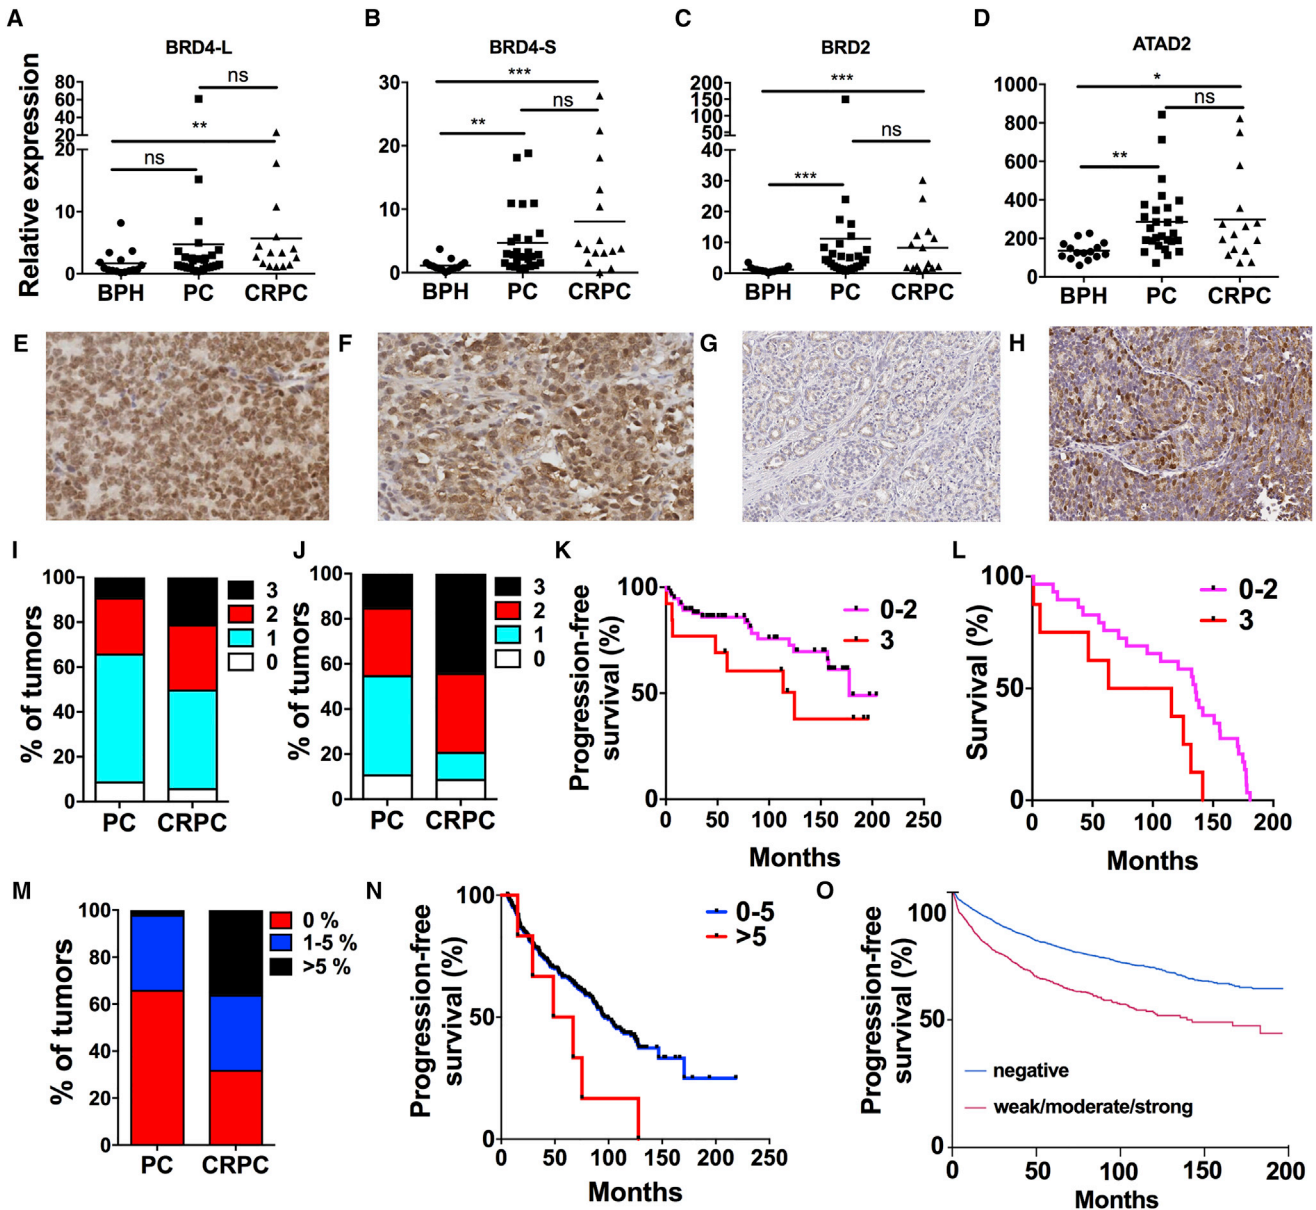 A
BRD4-L
Relative expression
80
60
40
20
20
10
0
ns
**
ns
BPH PC CRPC
B
BRD4-S
30
20
10
0
***
ns
**
BPH PC CRPC
C
BRD2
200
150
100
50
40
30
20
10
0
***
ns
***
BPH PC CRPC
D
ATAD2
1000
800
600
400
200
0
*
ns
**
BPH PC CRPC
E
F
G
H
I
% of tumors
100
80
60
40
20
0
3
2
1
0
PC CRPC
J
% of tumors
100
80
60
40
20
0
3
2
1
0
PC CRPC
K
Progression-free
survival (%)
100
50
0
0-2
3
0 50 100 150 200 250
Months
L
Survival (%)
100
50
0
0-2
3
0 50 100 150 200
Months
M
% of tumors
100
80
60
40
20
0
0 %
1-5 %
>5 %
PC CRPC
N
Progression-free
survival (%)
100
50
0
0-5
>5
0 50 100 150 200 250
Months
O
Progression-free
survival (%)
100
50
0
negative
weak/moderate/strong
0 50 100 150 200
Months